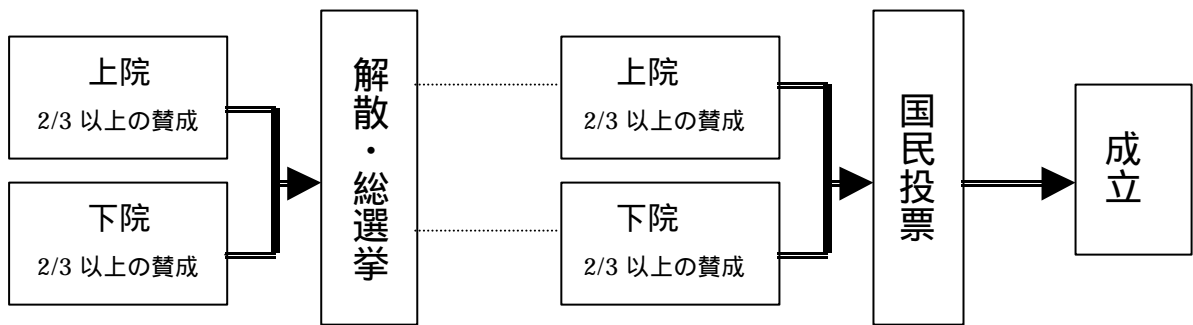 上院
2/3 以上の賛成
下院
2/3 以上の賛成
解散・総選挙
上院
2/3 以上の賛成
下院
2/3 以上の賛成
国民投票
成立